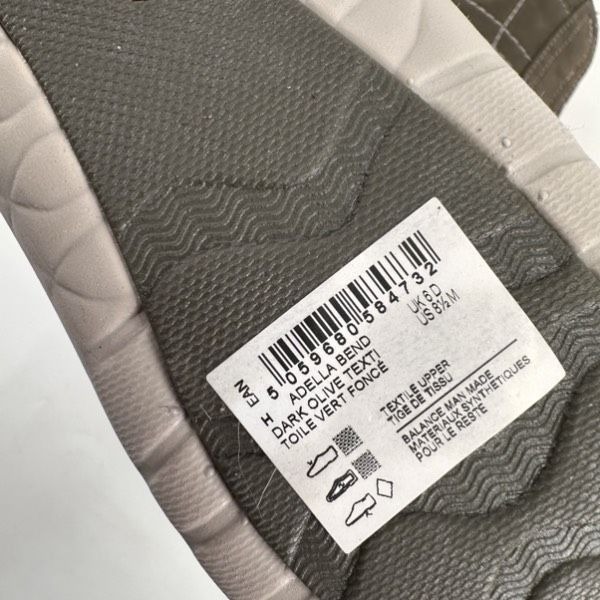 EAN
H
5 059680 584732
ADELLA BEND
DARK OLIVE TEXTI
TOILE VERT FONCE
UK 6 D
US 8½ M
TEXTILE UPPER
TIGE DE TISSU
BALANCE MAN MADE
MATERIAUX SYNTHETIQUES
POUR LE RESTE